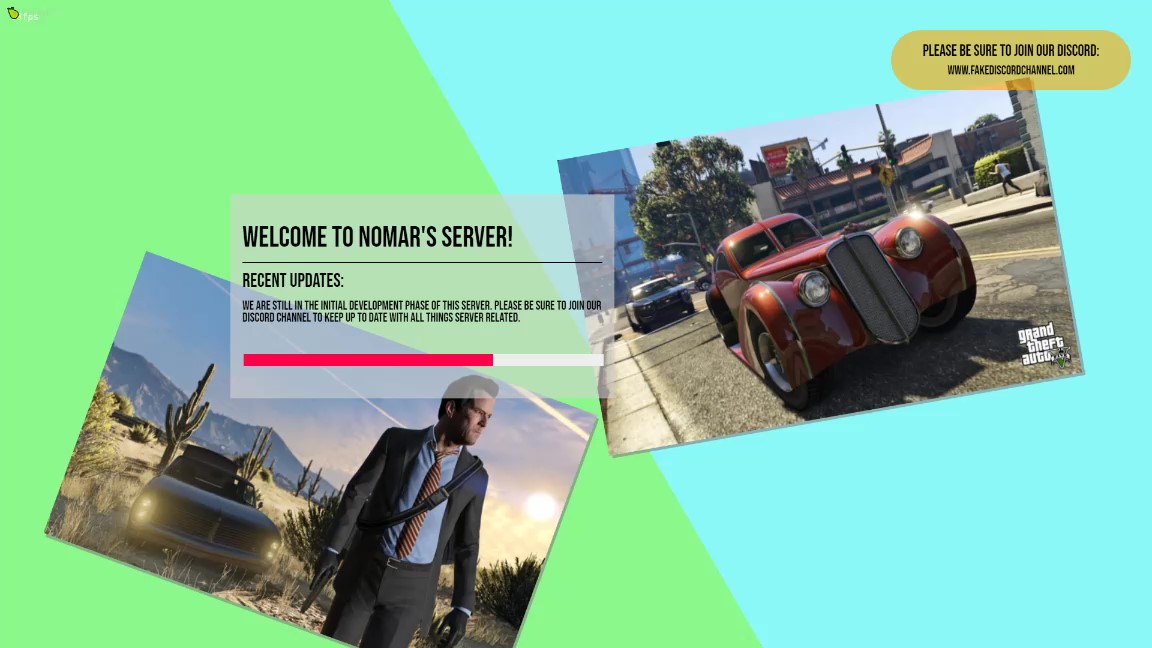 fps
PLEASE BE SURE TO JOIN OUR DISCORD:
WWW.FAKEDISCORDCHANNEL.COM
WELCOME TO NOMAR'S SERVER!
RECENT UPDATES:
WE ARE STILL IN THE INITIAL DEVELOPMENT PHASE OF THIS SERVER. PLEASE BE SURE TO JOIN OUR
DISCORD CHANNEL TO KEEP UP TO DATE WITH ALL THINGS SERVER RELATED.
grand
theft
auto V